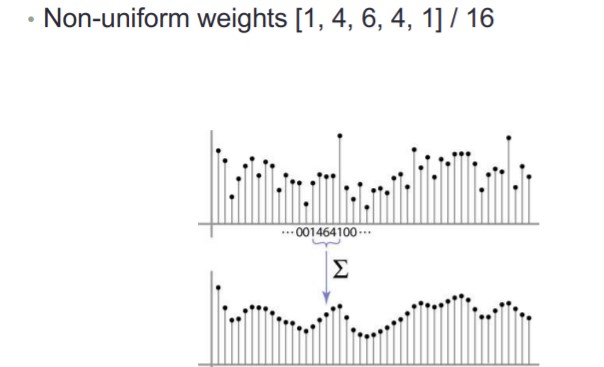 • Non-uniform weights [1, 4, 6, 4, 1] / 16
···001464100···
Σ